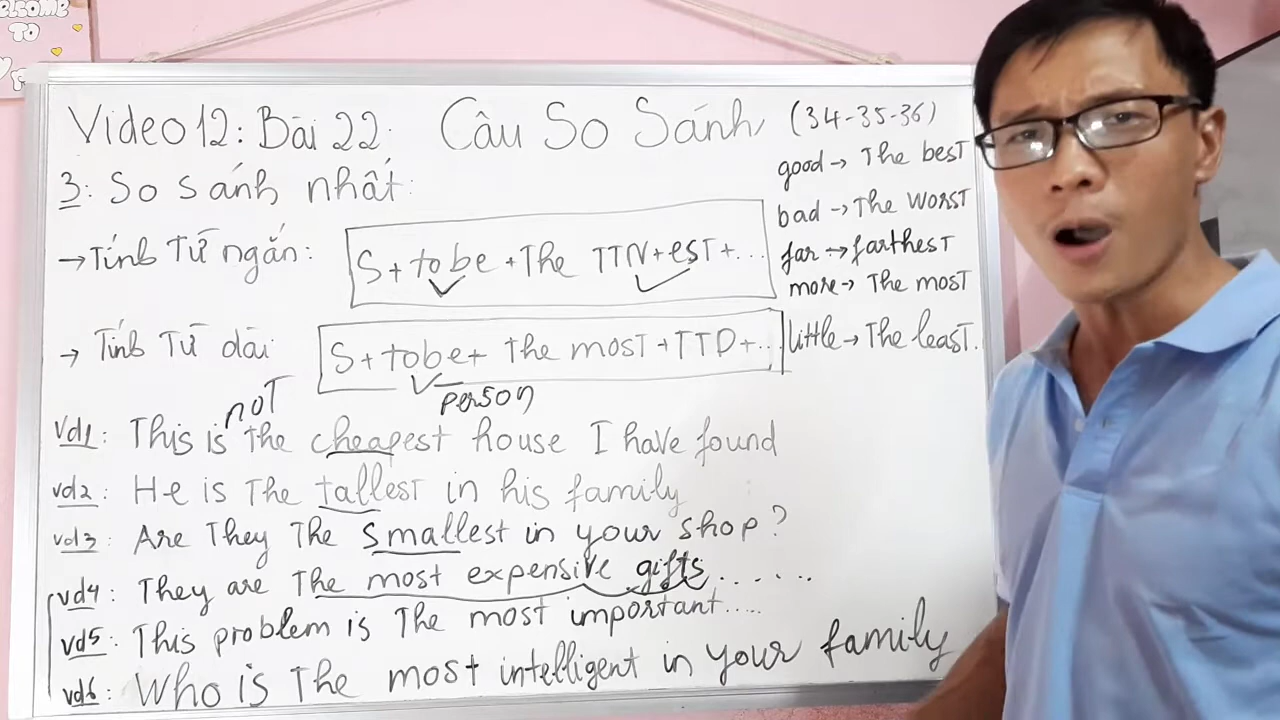 WELCOME
TO
Video 12: Bài 22: Câu So Sánh (34-35-36)
3: So sánh nhất:
→ Tính Từ ngắn: S + to be + The TTN + est + ...
→ Tính Từ dài S + tobe + The most + TTD + ...
good → The best
bad → The worst
far → farthest
more → The most
little → The least.
not
person
vd1: This is the cheapest house I have found
vd2: He is The tallest in his family
vd3: Are They The smallest in your shop?
vd4: They are The most expensive gifts......
vd5: This problem is The most important.....
vd6: Who is The most intelligent in your family